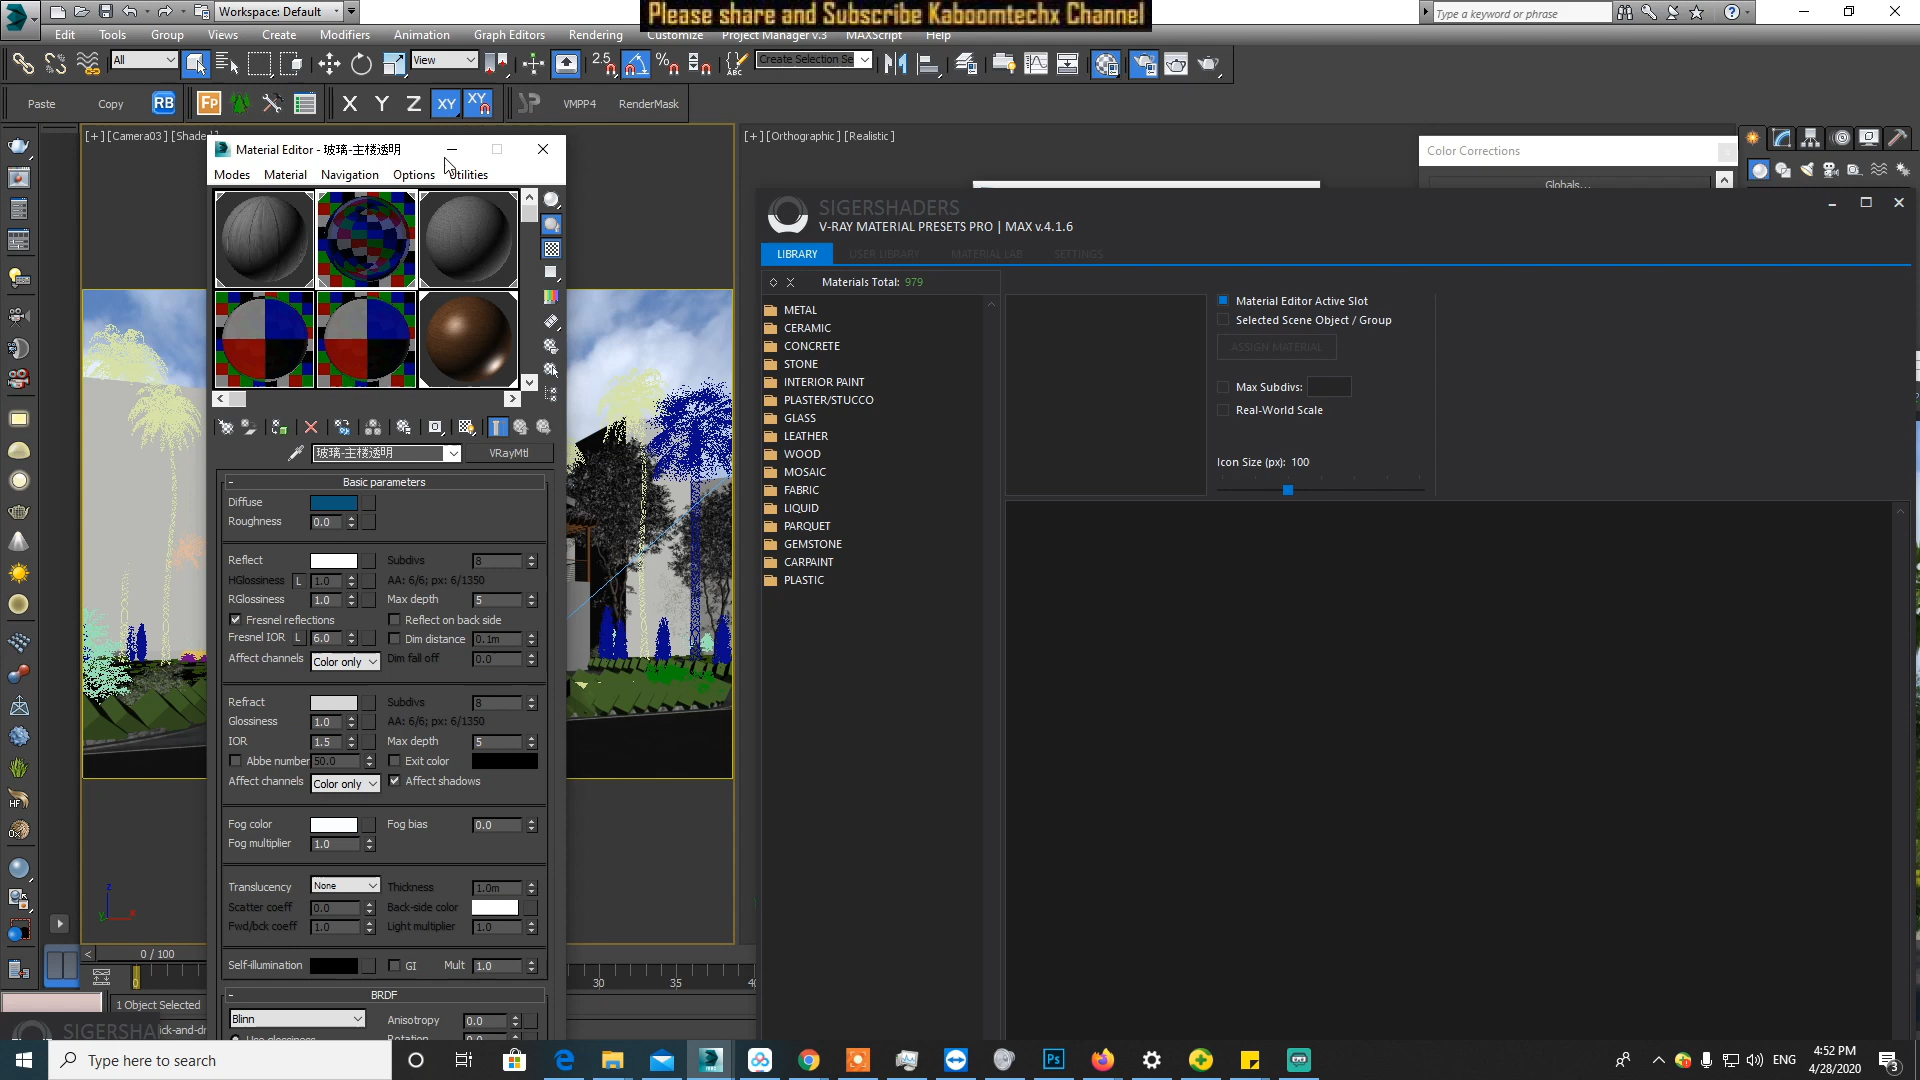 Workspace: Default
Please share and Subscribe Kaboomtechx Channel
Type a keyword or phrase
Edit Tools Group Views Create Modifiers Animation Graph Editors Rendering Customize Project Manager v.3 MAXScript Help
All
View
2.5
Create Selection Se
Paste Copy RB Fp X Y Z XY XY VMPP4 RenderMask
[+][Camera03][Shaded
[+][Orthographic][Realistic]
Material Editor - 玻璃-主楼透明
Modes Material Navigation Options Utilities
Color Corrections
Globals...
SIGERSHADERS
V-RAY MATERIAL PRESETS PRO | MAX v.4.1.6
LIBRARY USER LIBRARY MATERIAL LAB SETTINGS
Materials Total: 979
METAL
CERAMIC
CONCRETE
STONE
INTERIOR PAINT
PLASTER/STUCCO
GLASS
LEATHER
WOOD
MOSAIC
FABRIC
LIQUID
PARQUET
GEMSTONE
CARPAINT
PLASTIC
Material Editor Active Slot
Selected Scene Object / Group
ASSIGN MATERIAL
Max Subdivs:
Real-World Scale
Icon Size (px): 100
玻璃-主楼透明 VRayMtl
Basic parameters
Diffuse
Roughness 0.0
Reflect Subdivs 8
HGlossiness L 1.0 AA: 6/6; px: 6/1350
RGlossiness 1.0 Max depth 5
Fresnel reflections Reflect on back side
Fresnel IOR L 6.0 Dim distance 0.1m
Affect channels Color only Dim fall off 0.0
Refract Subdivs 8
Glossiness 1.0 AA: 6/6; px: 6/1350
IOR 1.5 Max depth 5
Abbe number 50.0 Exit color
Affect channels Color only Affect shadows
Fog color Fog bias 0.0
Fog multiplier 1.0
Translucency None Thickness 1.0m
Scatter coeff 0.0 Back-side color
Fwd/bck coeff 1.0 Light multiplier 1.0
Self-illumination GI Mult 1.0
BRDF
Blinn Anisotropy 0.0
z
y x
0 / 100
0 30 35
1 Object Selected
SIGERSHA
ick-and-dr
Type here to search
ENG
4:52 PM
4/28/2020
3